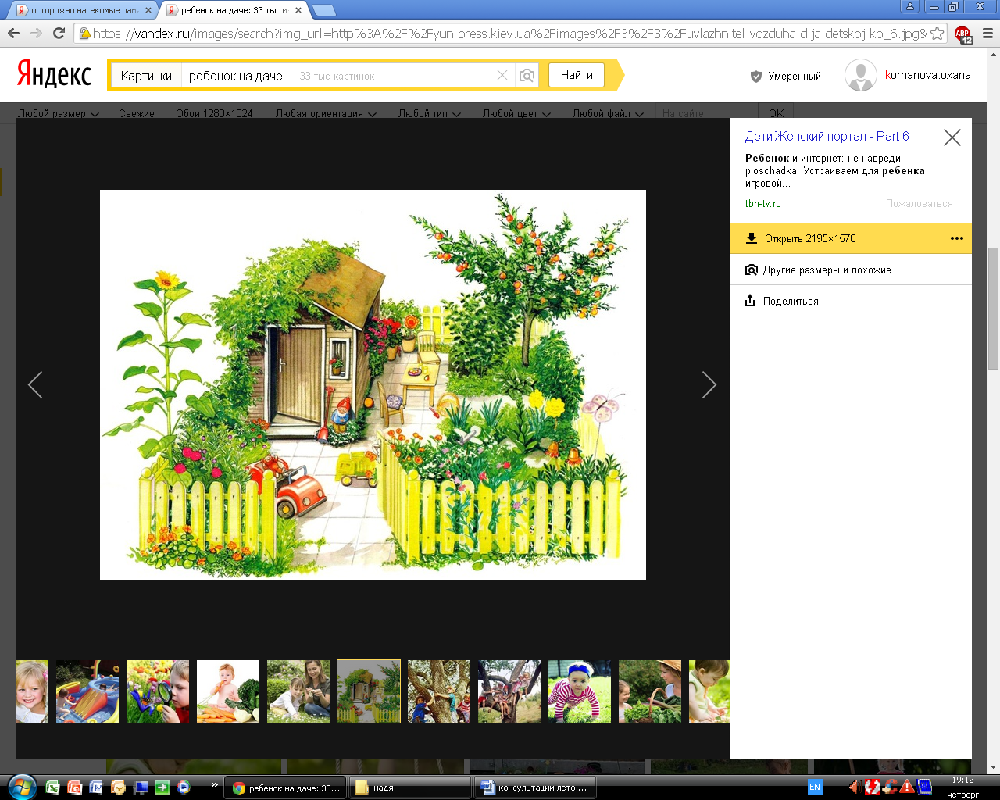 осторожно насекомые пам
ребенок на даче: 33 тыс из
https://yandex.ru/images/search?img_url=http%3A%2F%2Fyun-press.kiev.ua%2Fimages%2F3%2F3%2Fuvlazhnitel-vozduha-dlja-detskoj-ko_6.jpg&
ABP
12
Яндекс
Картинки
ребенок на даче — 33 тыс картинок
Найти
Умеренный
komanova.oxana
Любой размер Свежие Обои 1280×1024 Любая ориентация Любой тип Любой цвет Любой файл На сайте OK
Дети Женский портал - Part 6
Ребенок и интернет: не навреди.
ploschadka. Устраиваем для ребенка
игровой...
tbn-tv.ru Пожаловаться
Открыть 2195×1570
Другие размеры и похожие
Поделиться
ребенок на даче: 33...
надя
консультации лето ...
EN
19:12
четверг